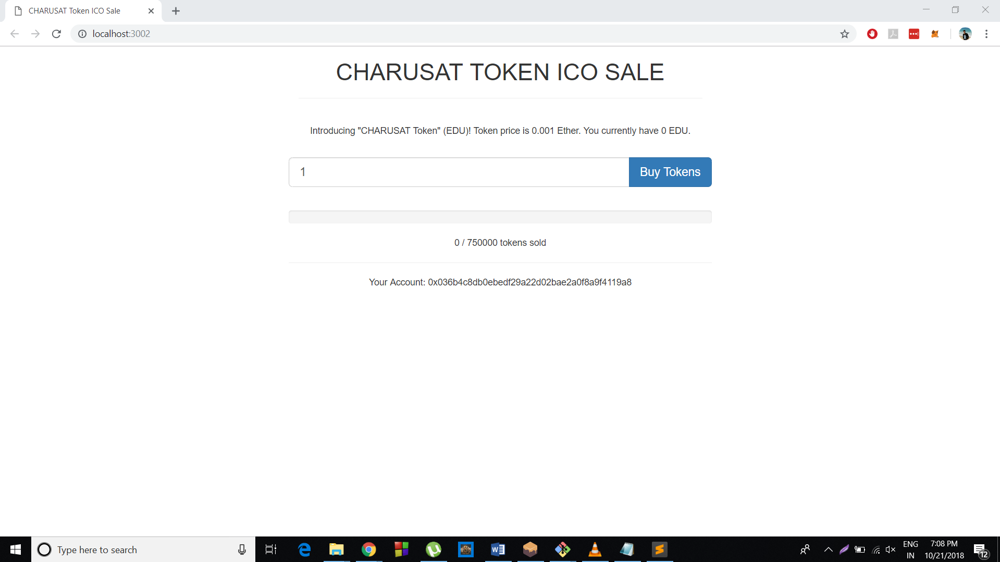 CHARUSAT Token ICO Sale
localhost:3002
CHARUSAT TOKEN ICO SALE
Introducing "CHARUSAT Token" (EDU)! Token price is 0.001 Ether. You currently have 0 EDU.
1
Buy Tokens
0 / 750000 tokens sold
Your Account: 0x036b4c8db0ebedf29a22d02bae2a0f8a9f4119a8
Type here to search
ENG
IN
7:08 PM
10/21/2018
12